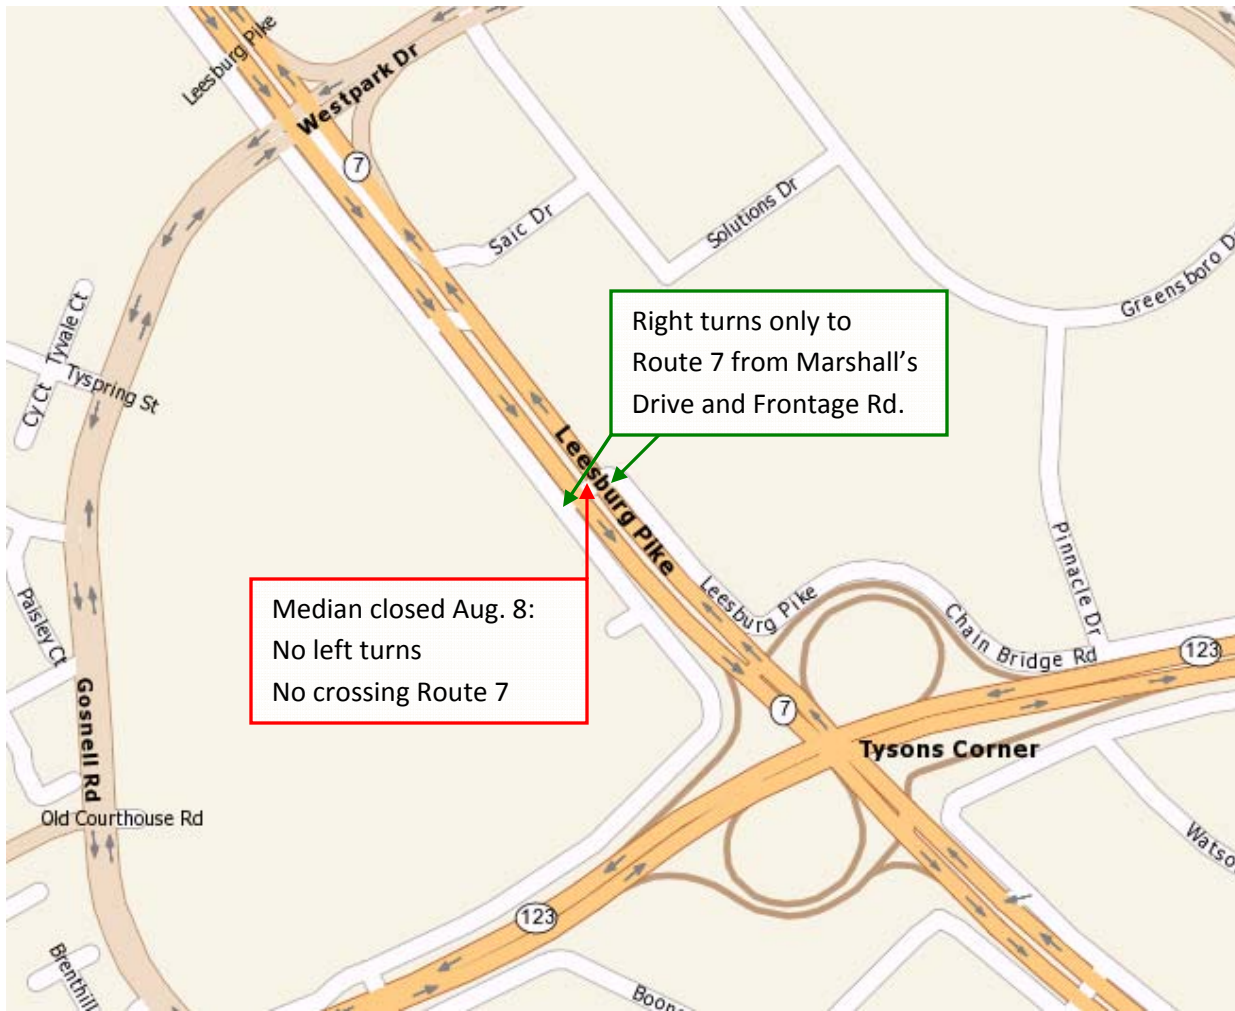 Leesburg Pike
Westpark Dr
7
Saic Dr
Solutions Dr
Greensboro Dr
Tyvale Ct
Cy Ct
Tyspring St
Right turns only to
Route 7 from Marshall’s
Drive and Frontage Rd.
Leesburg Pike
Median closed Aug. 8:
No left turns
No crossing Route 7
Leesburg Pike
Chain Bridge Rd
Pinnacle Dr
123
7
Tysons Corner
Paisley Ct
Gosnell Rd
Old Courthouse Rd
123
Brenthill
Boon
Watso